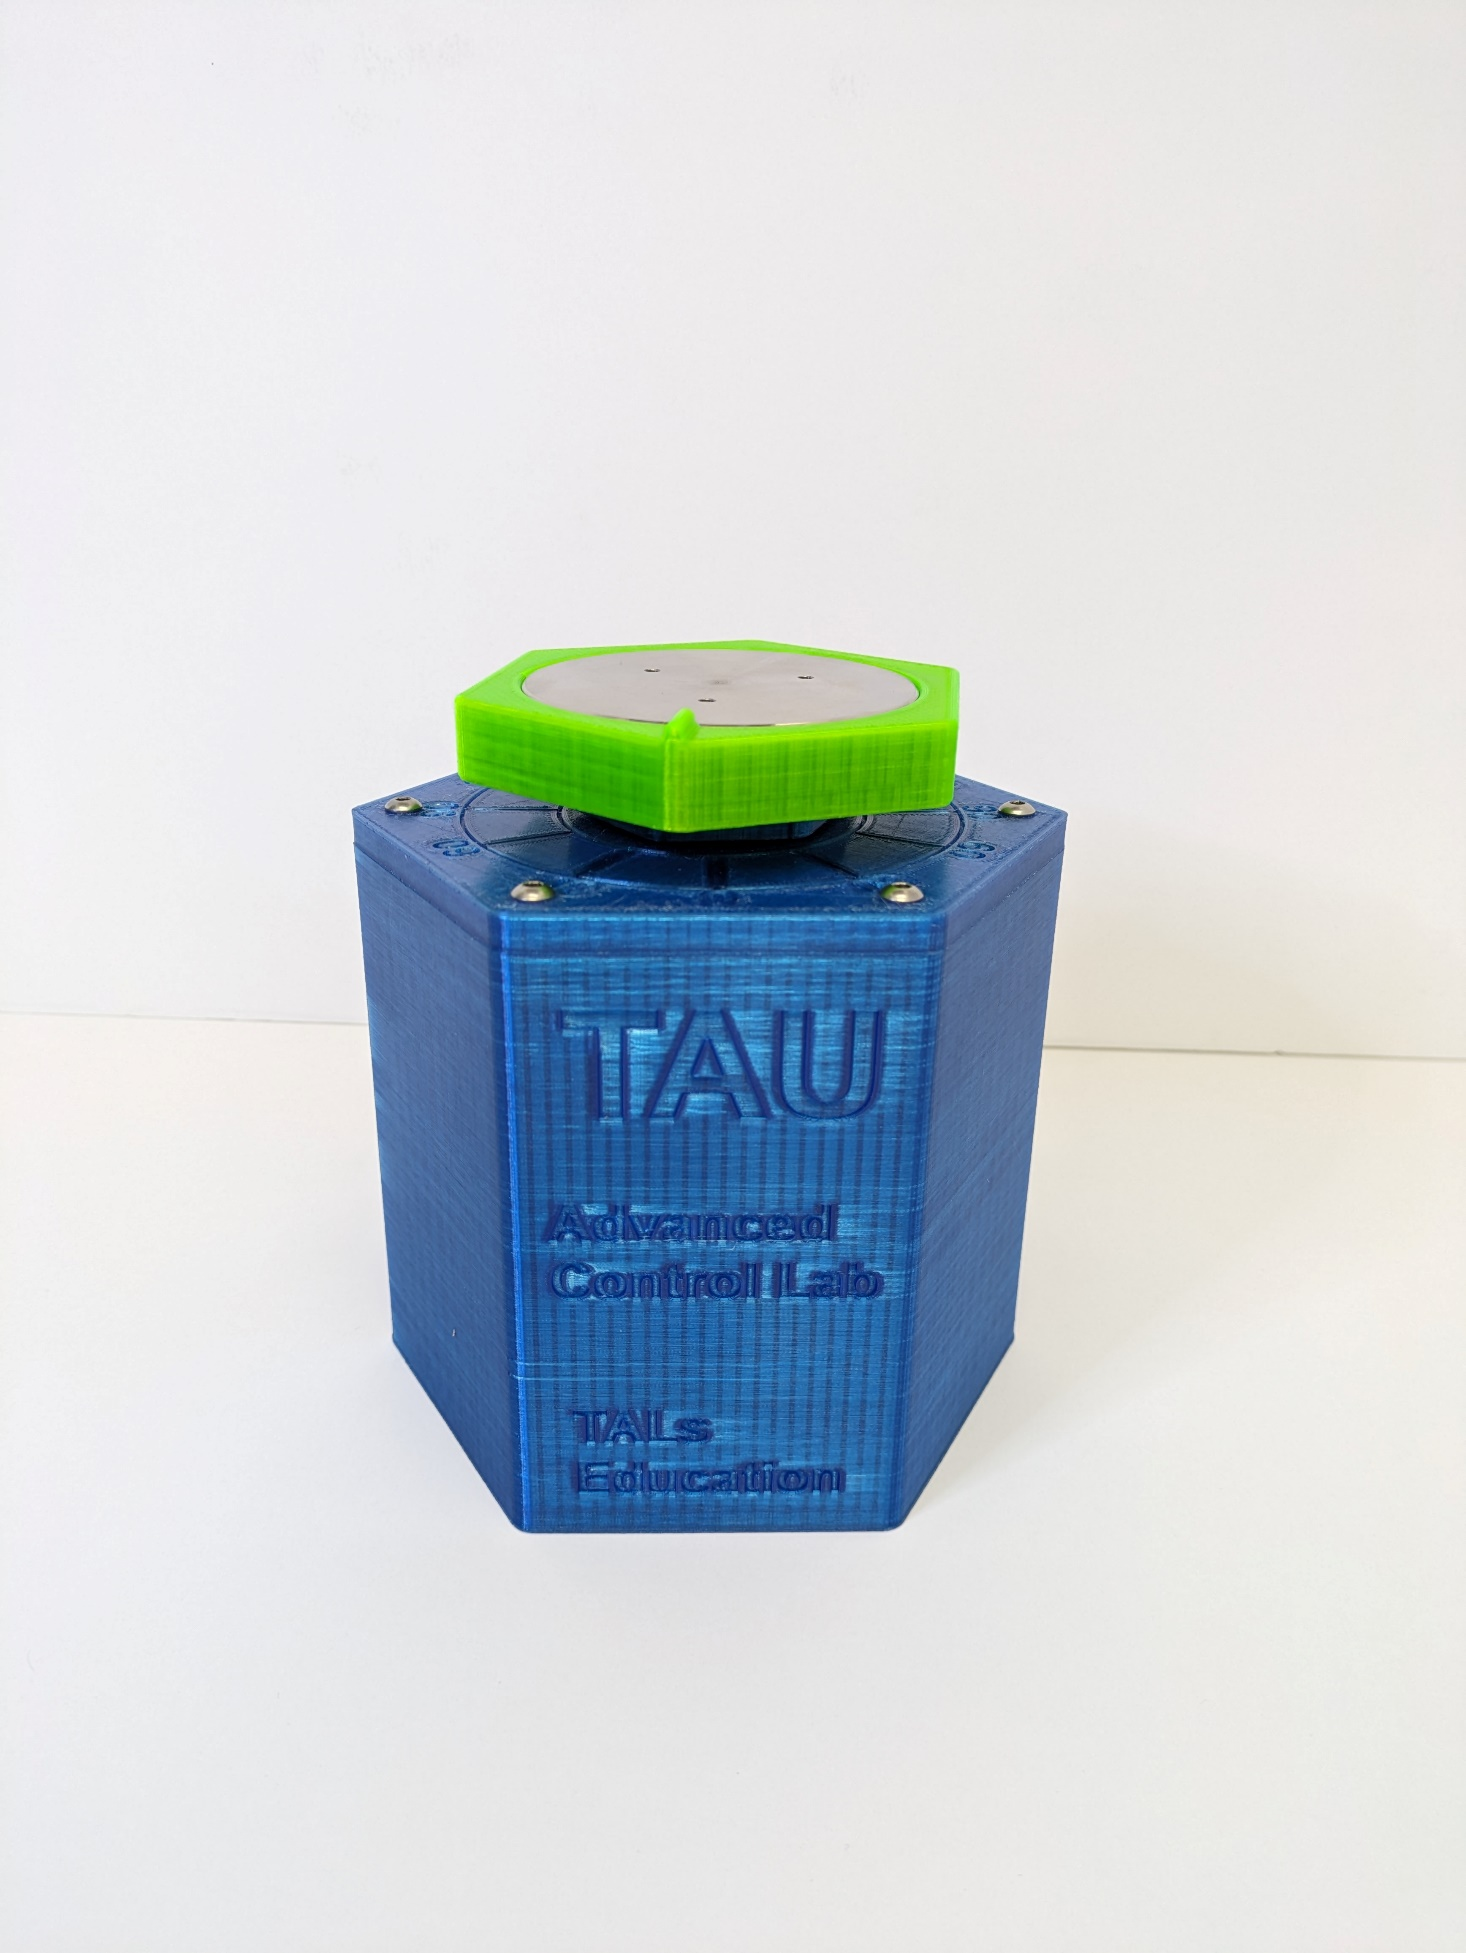 TAU
Advanced
Control Lab
TALs
Education